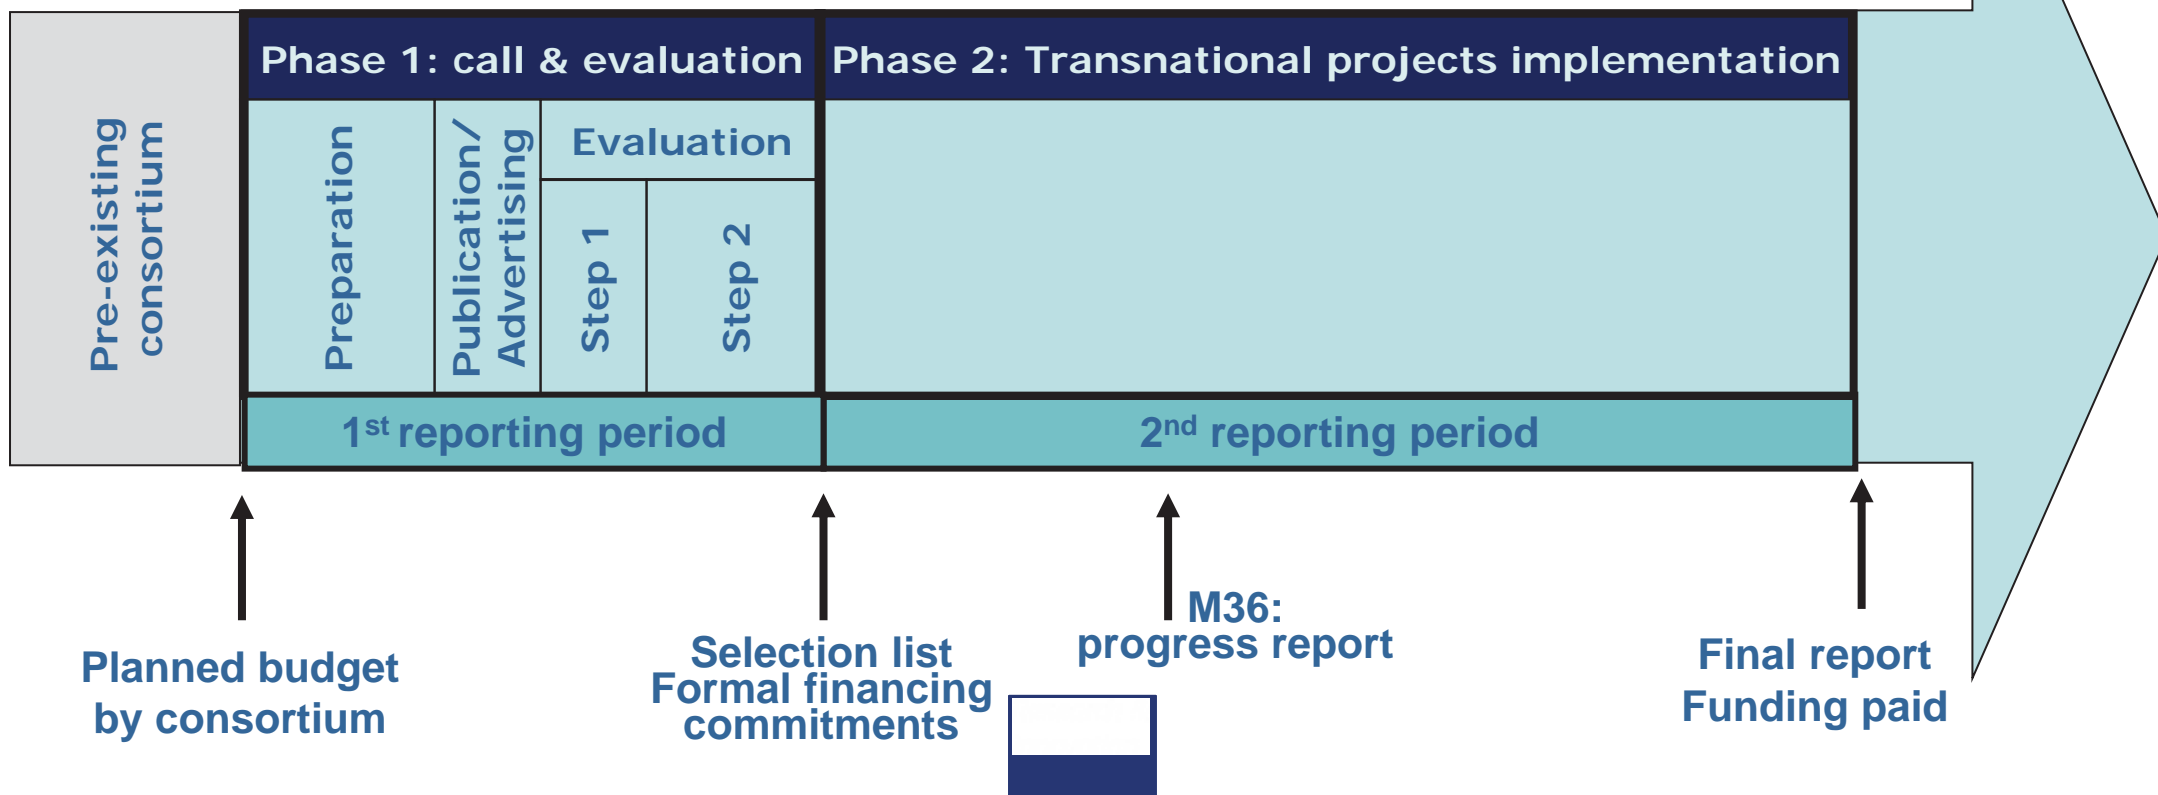 Phase 1: call & evaluation
Phase 2: Transnational projects implementation
Pre-existing
consortium
Preparation
Publication/
Advertising
Evaluation
Step 1
Step 2
1st reporting period
2nd reporting period
Planned budget
by consortium
Selection list
Formal financing
commitments
M36:
progress report
Final report
Funding paid